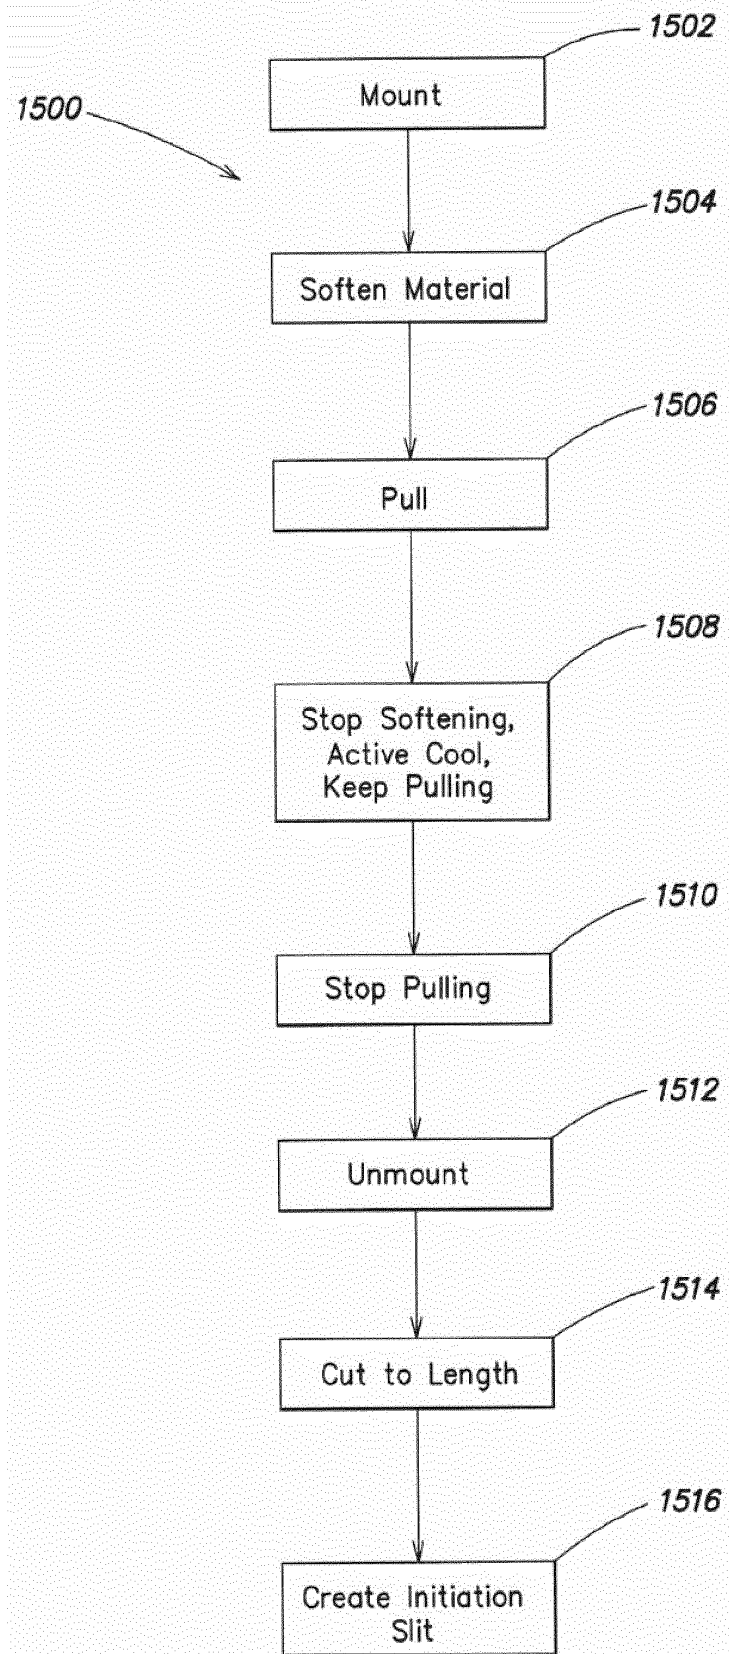 1502
Mount
1500
1504
Soften Material
1506
Pull
1508
Stop Softening,
Active Cool,
Keep Pulling
1510
Stop Pulling
1512
Unmount
1514
Cut to Length
1516
Create Initiation
Slit